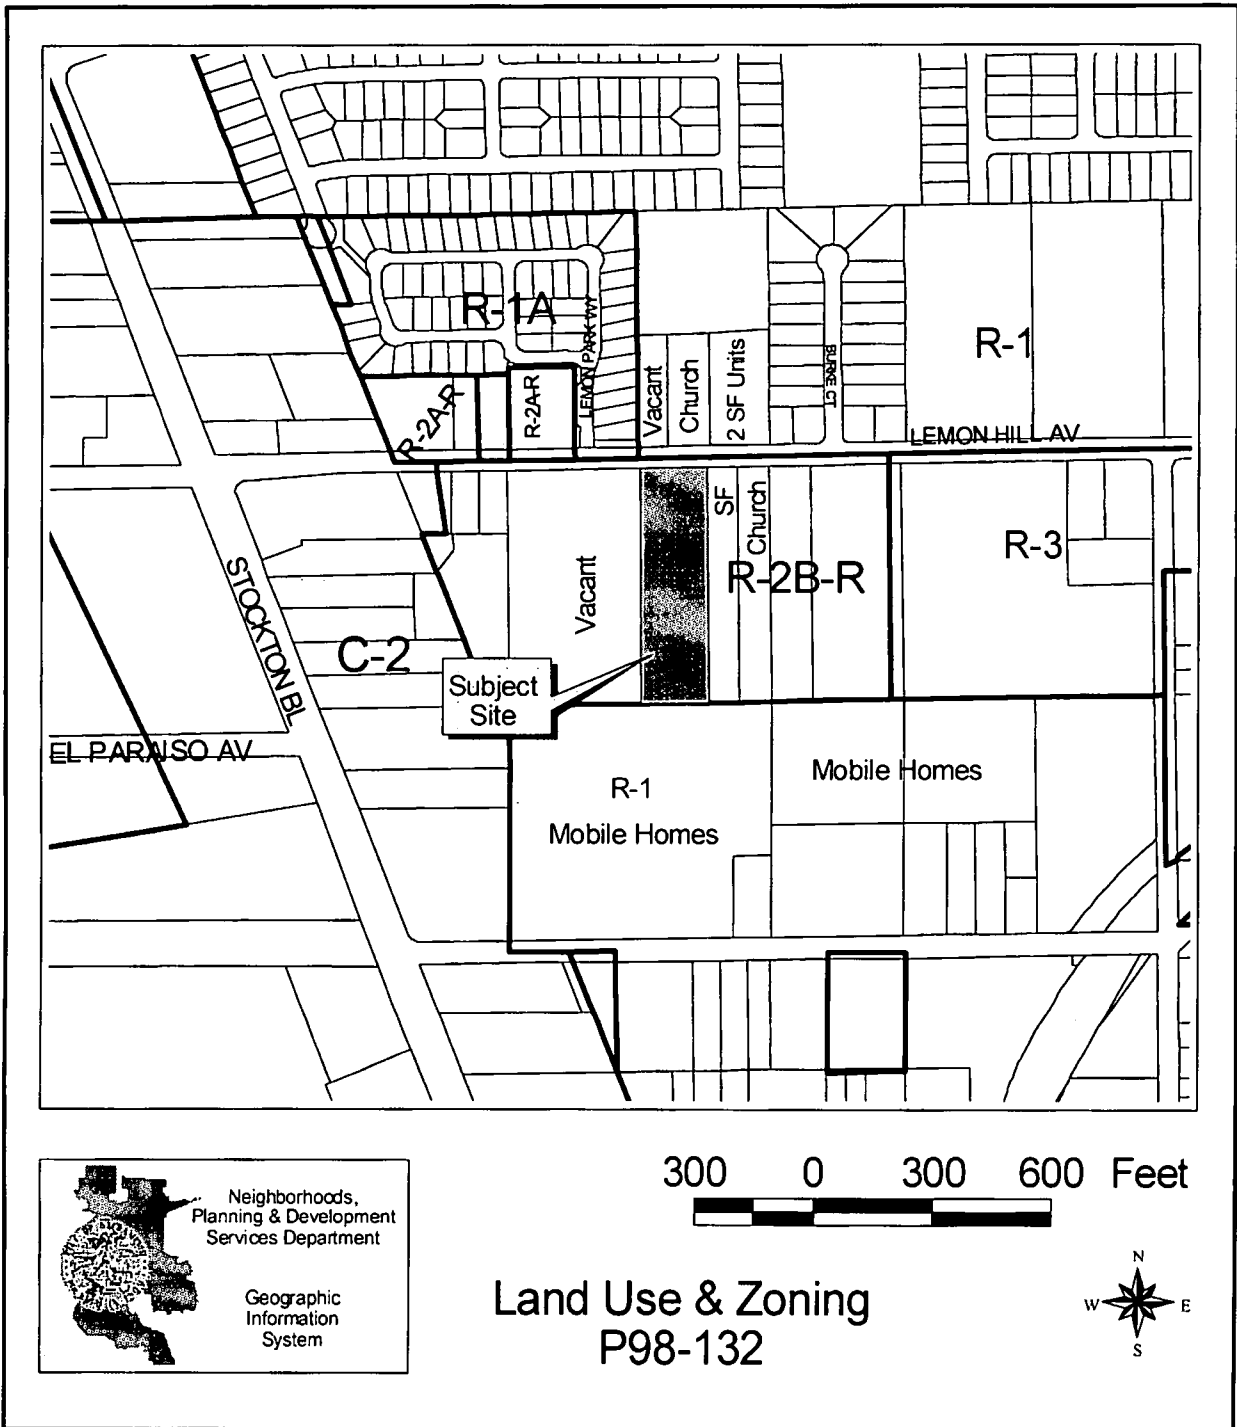 R-1A
LEMON PARK WY
R-1
Vacant
Church
2 SF Units
BURKE CT
R-2A-R
R-2A-R
LEMON HILL AV
SF
Church
R-3
R-2B-R
Vacant
STOCKTON BL
C-2
Subject
Site
EL PARAISO AV
R-1
Mobile Homes
Mobile Homes
300 0 300 600 Feet
Neighborhoods,
Planning & Development
Services Department
Geographic
Information
System
Land Use & Zoning
P98-132
N
W E
S